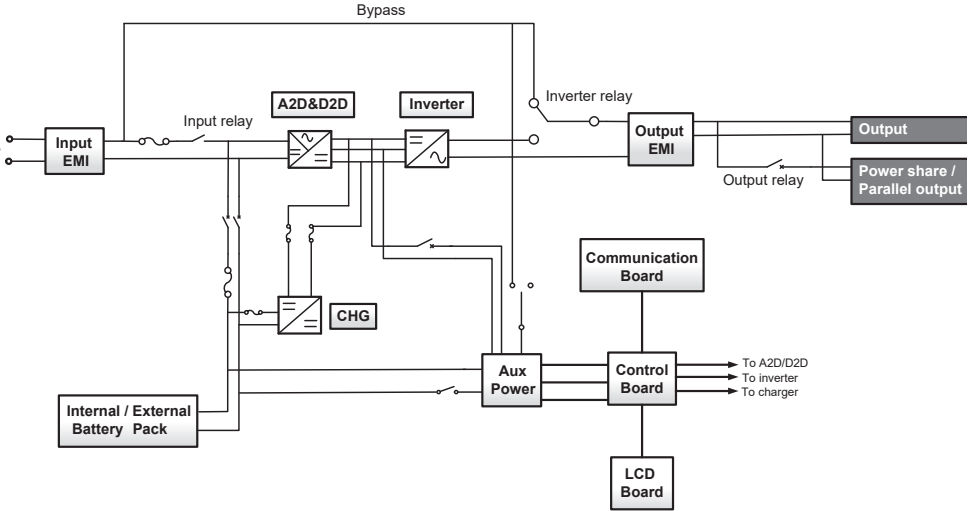 Bypass
A2D&D2D
Inverter
Inverter relay
Input relay
Input
EMI
Output
EMI
Output
Output relay
Power share /
Parallel output
Communication
Board
CHG
Aux
Power
Control
Board
To A2D/D2D
To inverter
To charger
Internal / External
Battery Pack
LCD
Board